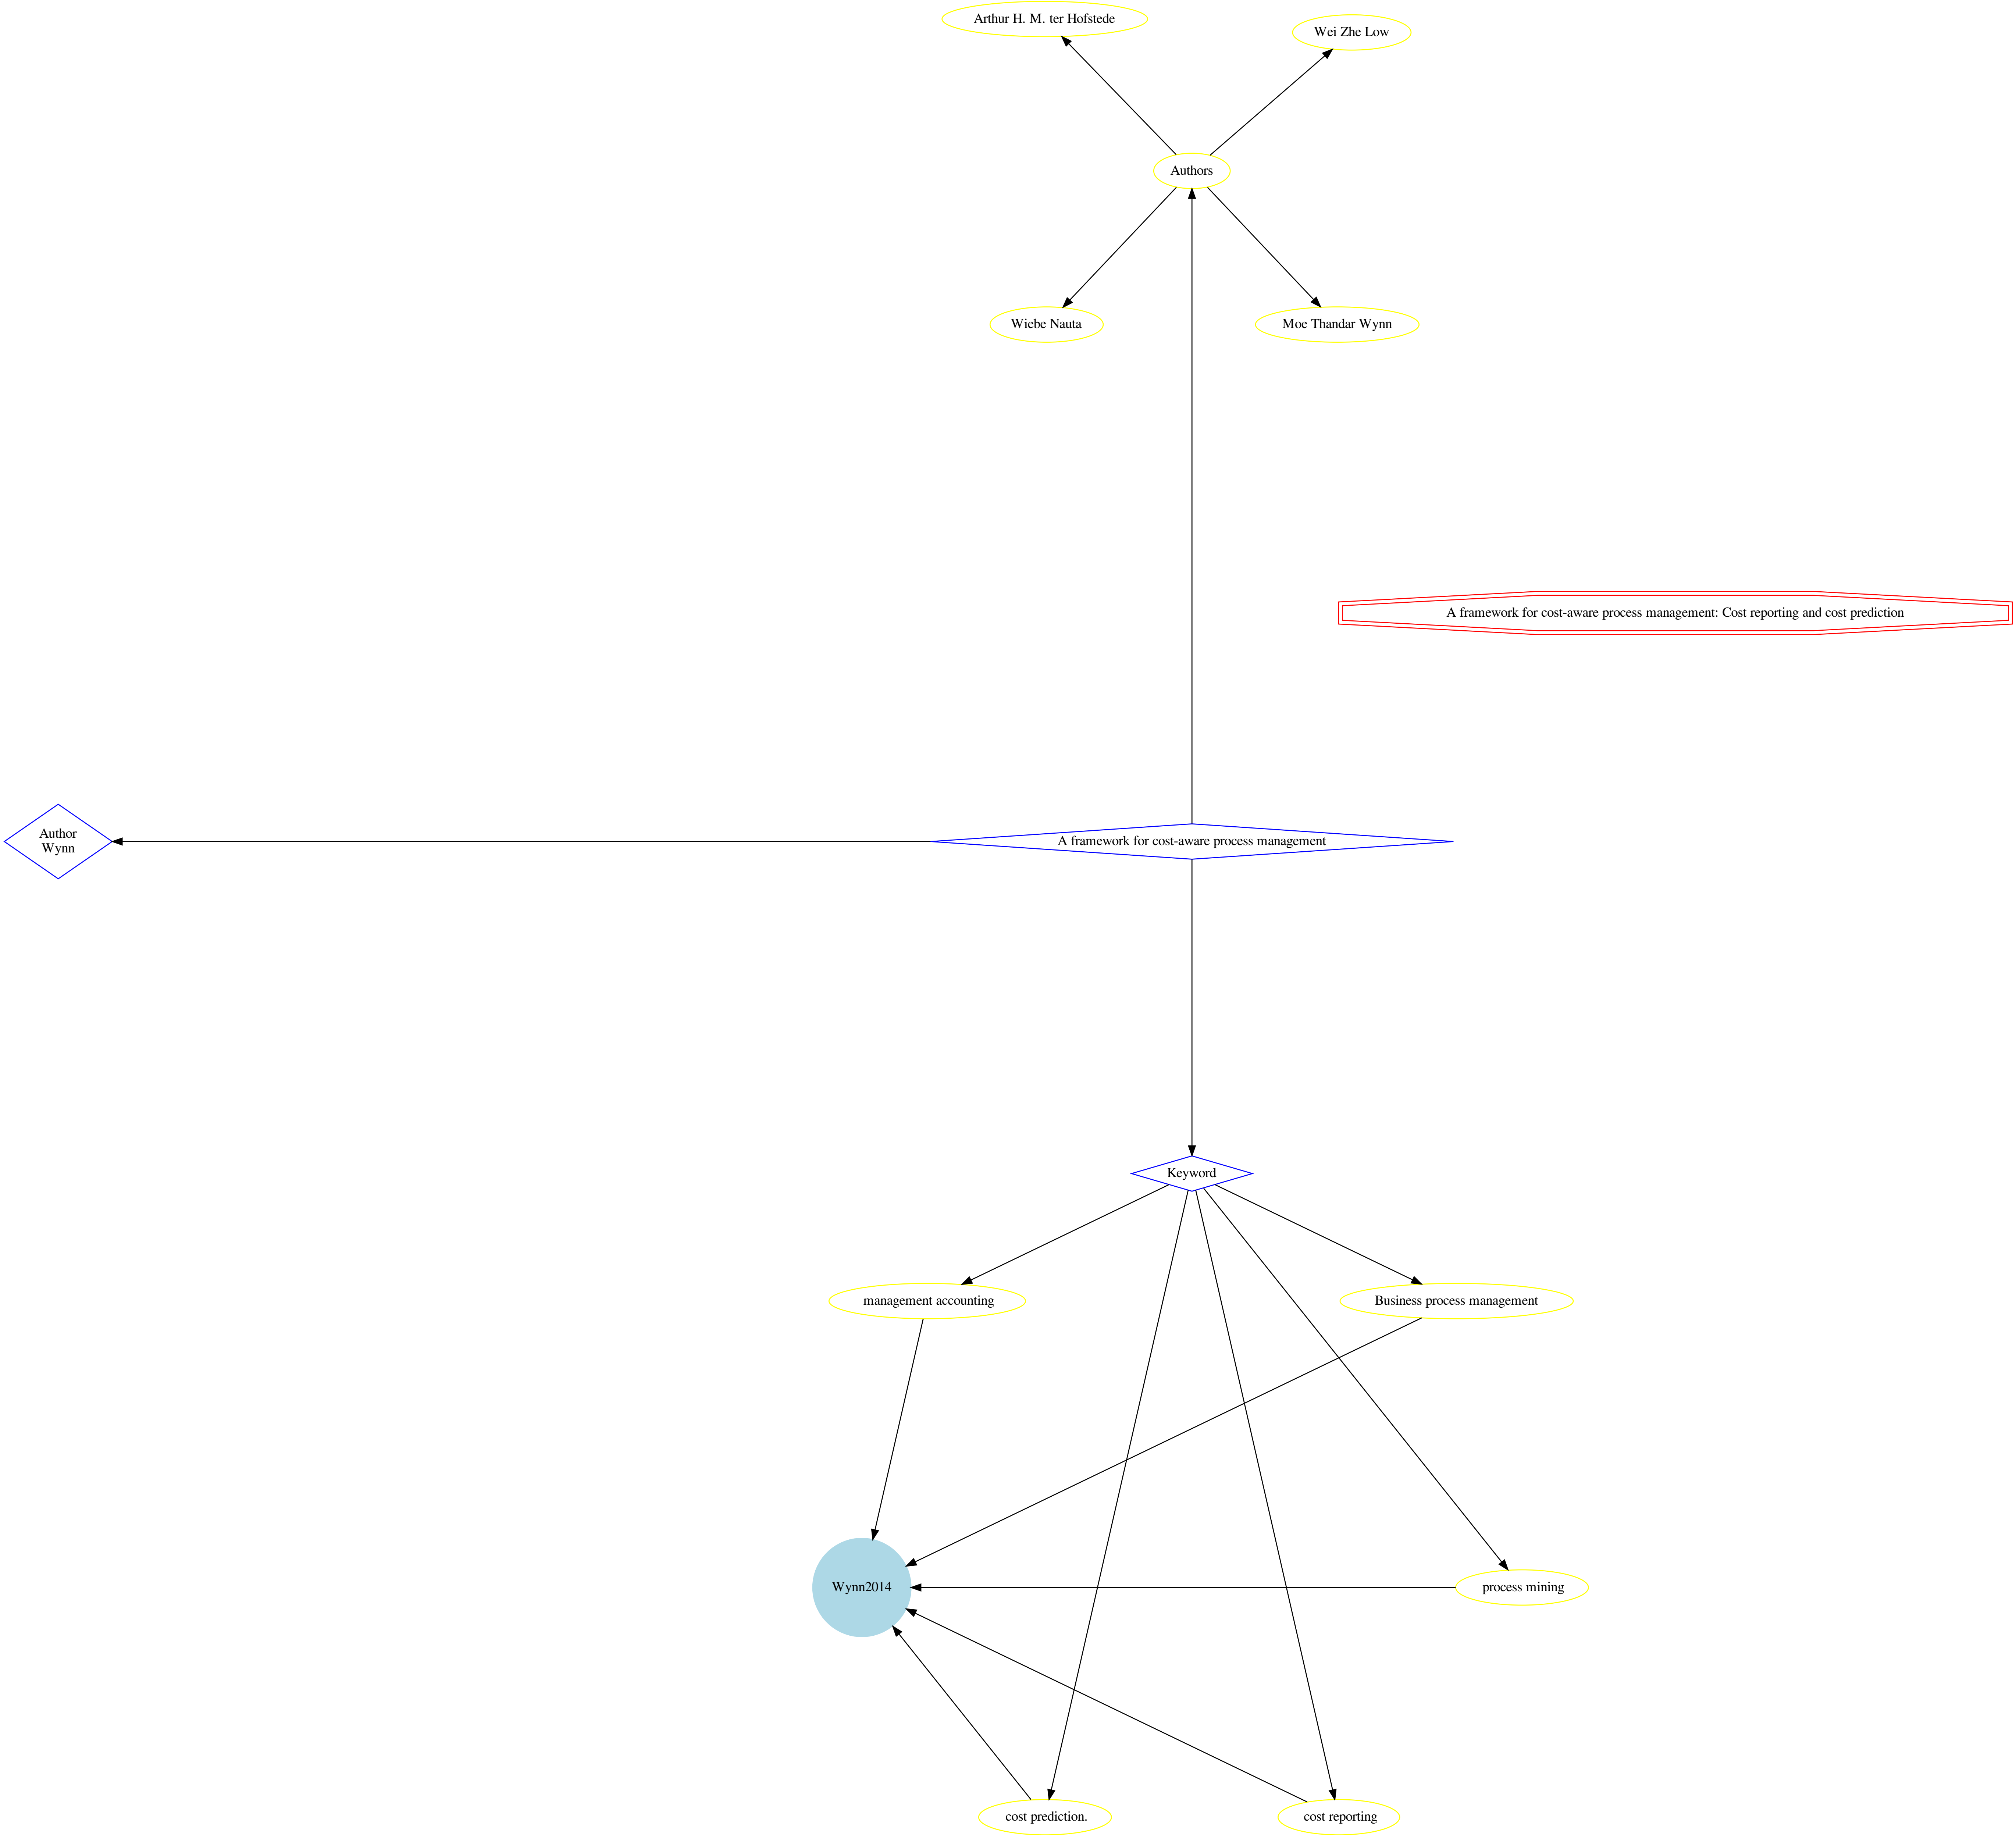 Arthur H. M. ter Hofstede
Wei Zhe Low
Authors
Wiebe Nauta
Moe Thandar Wynn
A framework for cost-aware process management: Cost reporting and cost prediction
Author
Wynn
A framework for cost-aware process management
Keyword
management accounting
Business process management
Wynn2014
process mining
cost prediction.
cost reporting